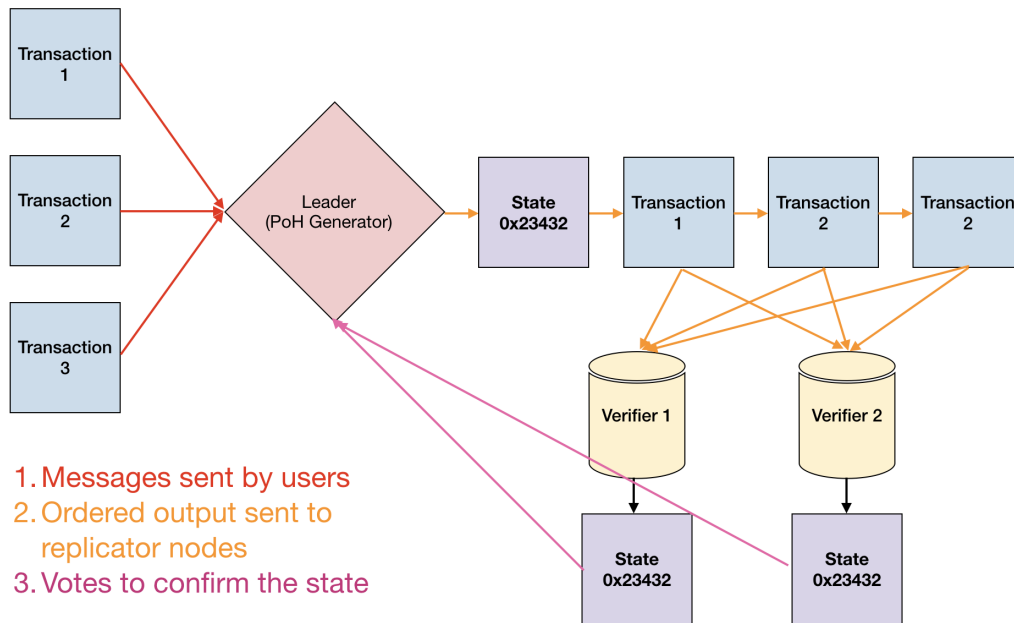 Transaction
1
Transaction
2
Transaction
3
Leader
(PoH Generator)
State
0x23432
Transaction
1
Transaction
2
Transaction
2
Verifier 1
Verifier 2
State
0x23432
State
0x23432
1. Messages sent by users
2. Ordered output sent to
replicator nodes
3. Votes to confirm the state